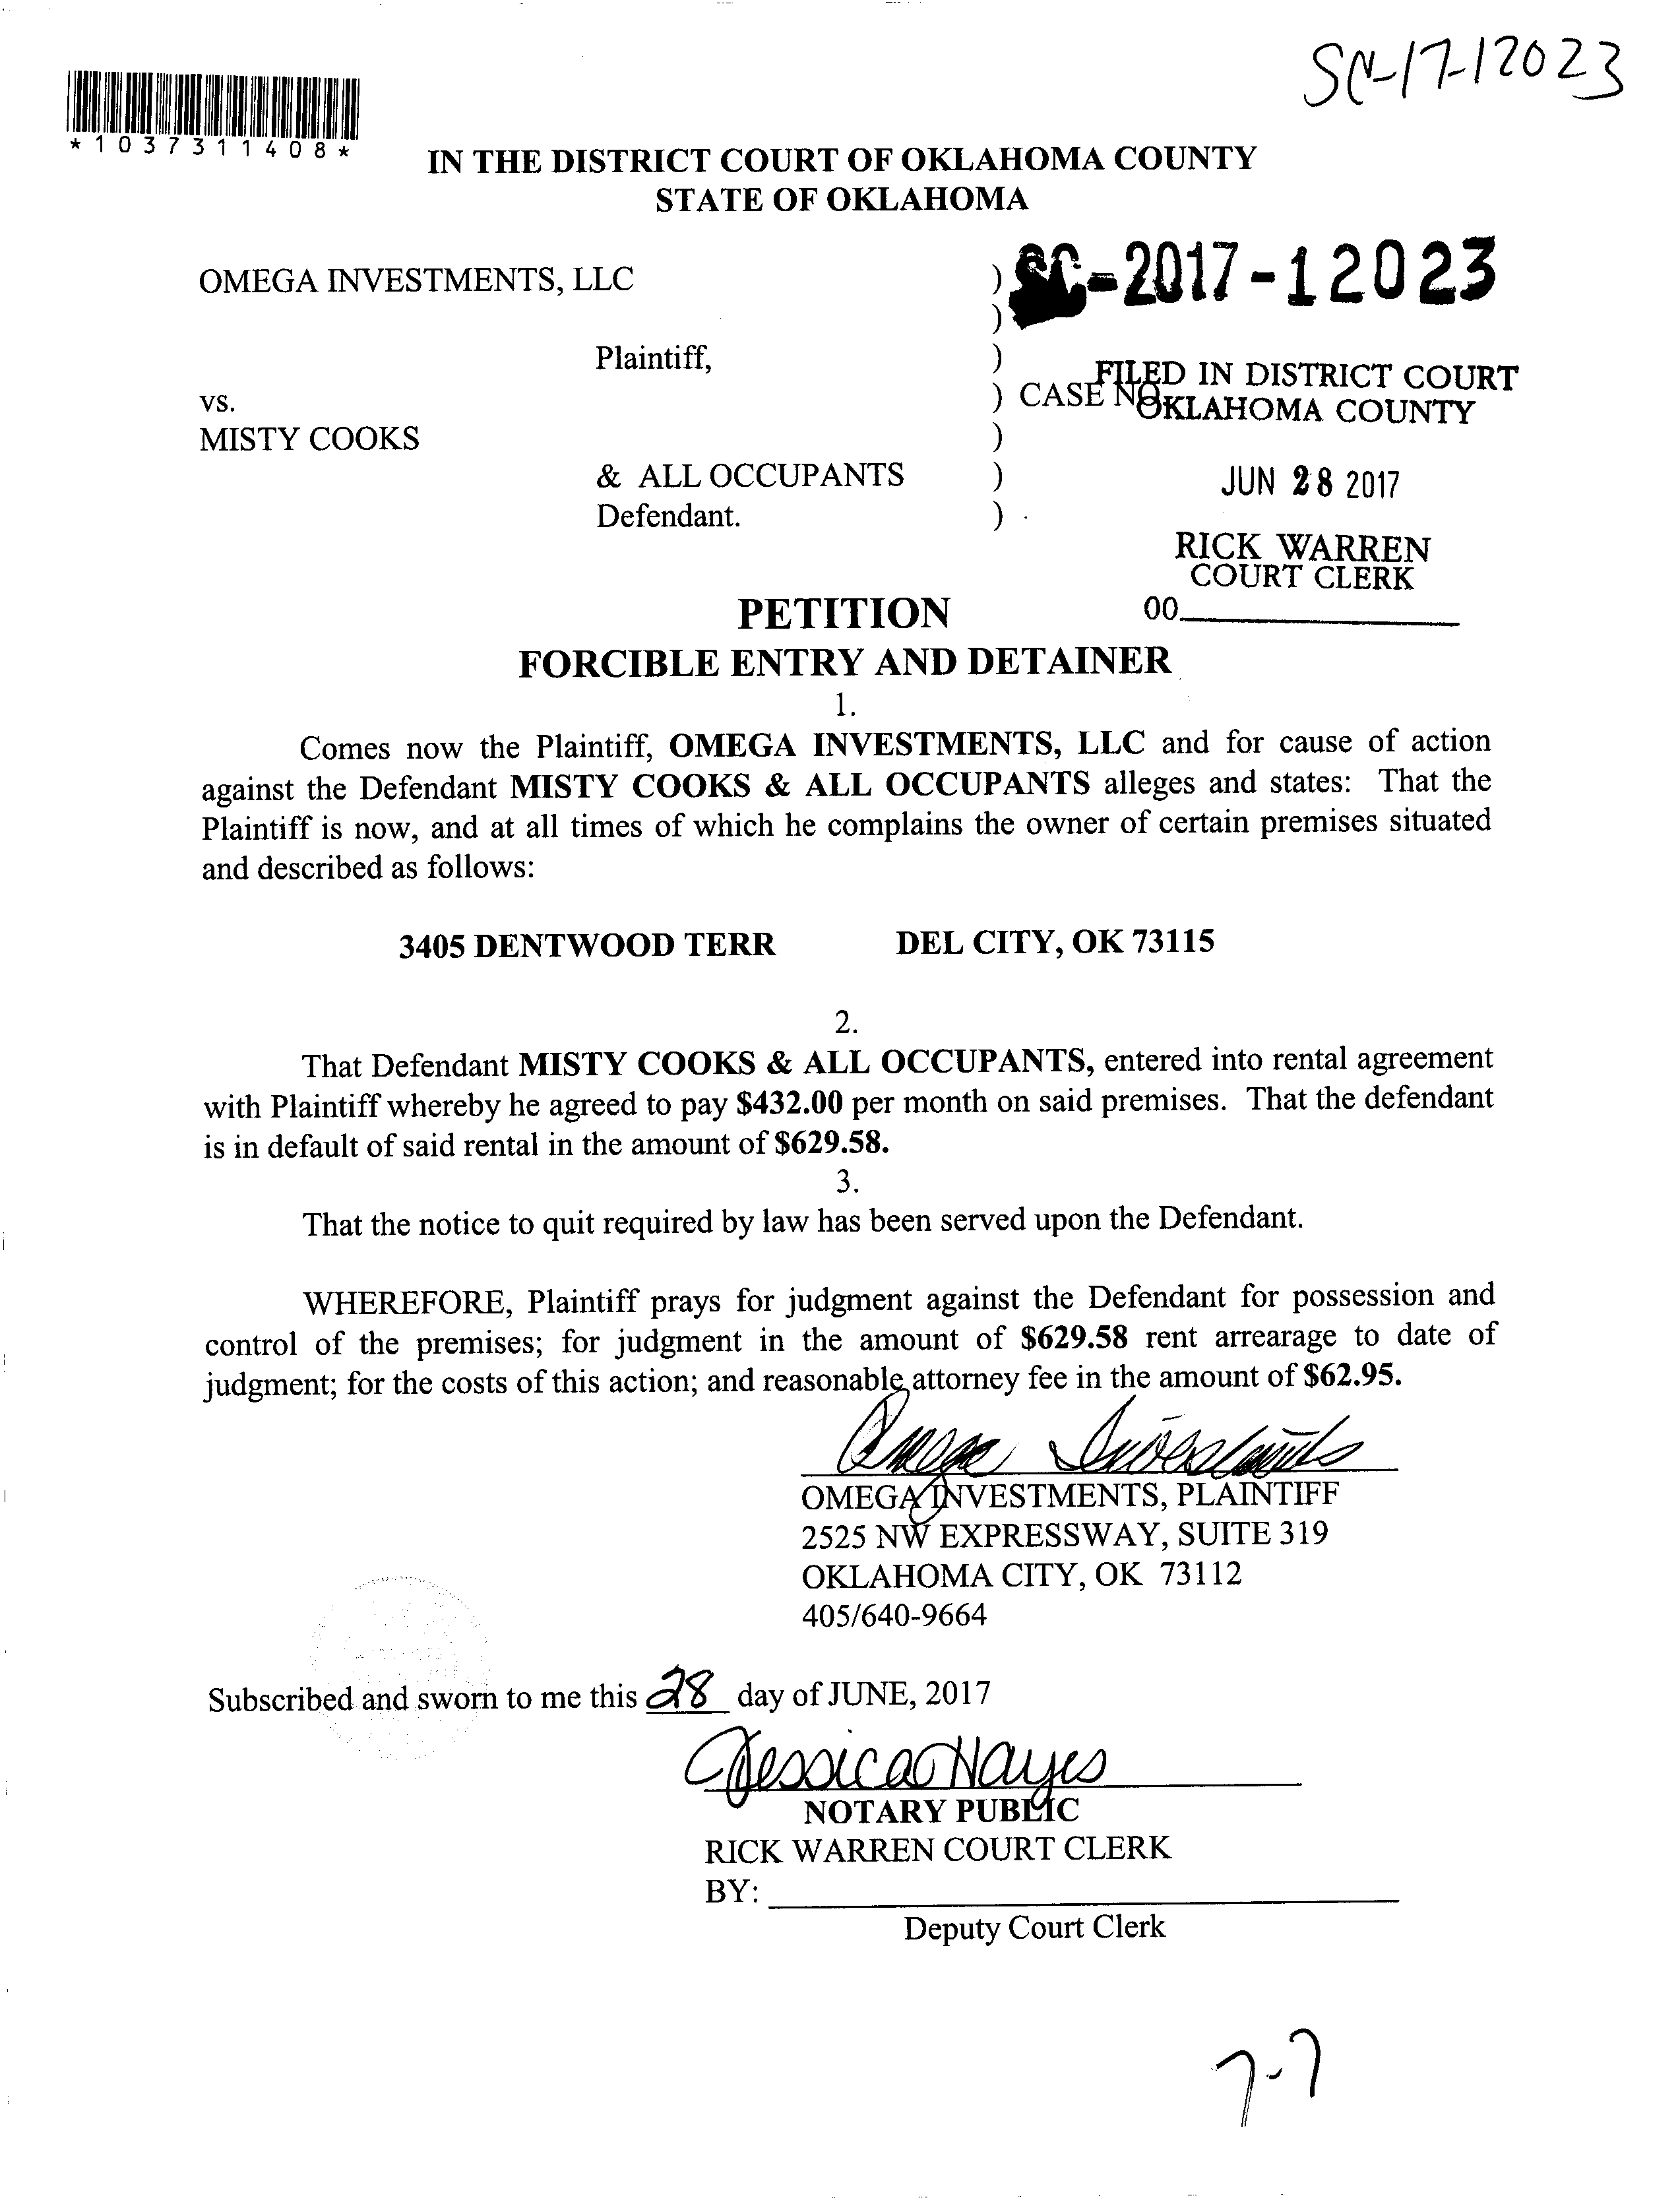 SC-17-12023
*1037311408*
IN THE DISTRICT COURT OF OKLAHOMA COUNTY
STATE OF OKLAHOMA
OMEGA INVESTMENTS, LLC ) SC-2017-12023
)
Plaintiff, )
vs. ) CASE NO.
FILED IN DISTRICT COURT
OKLAHOMA COUNTY
MISTY COOKS )
& ALL OCCUPANTS ) JUN 28 2017
Defendant. )
RICK WARREN
COURT CLERK
00
PETITION
FORCIBLE ENTRY AND DETAINER
1.
Comes now the Plaintiff, OMEGA INVESTMENTS, LLC and for cause of action
against the Defendant MISTY COOKS & ALL OCCUPANTS alleges and states: That the
Plaintiff is now, and at all times of which he complains the owner of certain premises situated
and described as follows:
3405 DENTWOOD TERR DEL CITY, OK 73115
2.
That Defendant MISTY COOKS & ALL OCCUPANTS, entered into rental agreement
with Plaintiff whereby he agreed to pay $432.00 per month on said premises. That the defendant
is in default of said rental in the amount of $629.58.
3.
That the notice to quit required by law has been served upon the Defendant.
WHEREFORE, Plaintiff prays for judgment against the Defendant for possession and
control of the premises; for judgment in the amount of $629.58 rent arrearage to date of
judgment; for the costs of this action; and reasonable attorney fee in the amount of $62.95.
Omega Investments
OMEGA INVESTMENTS, PLAINTIFF
2525 NW EXPRESSWAY, SUITE 319
OKLAHOMA CITY, OK 73112
405/640-9664
Subscribed and sworn to me this 28 day of JUNE, 2017
Jessica Hayes
NOTARY PUBLIC
RICK WARREN COURT CLERK
BY:
Deputy Court Clerk
7-7